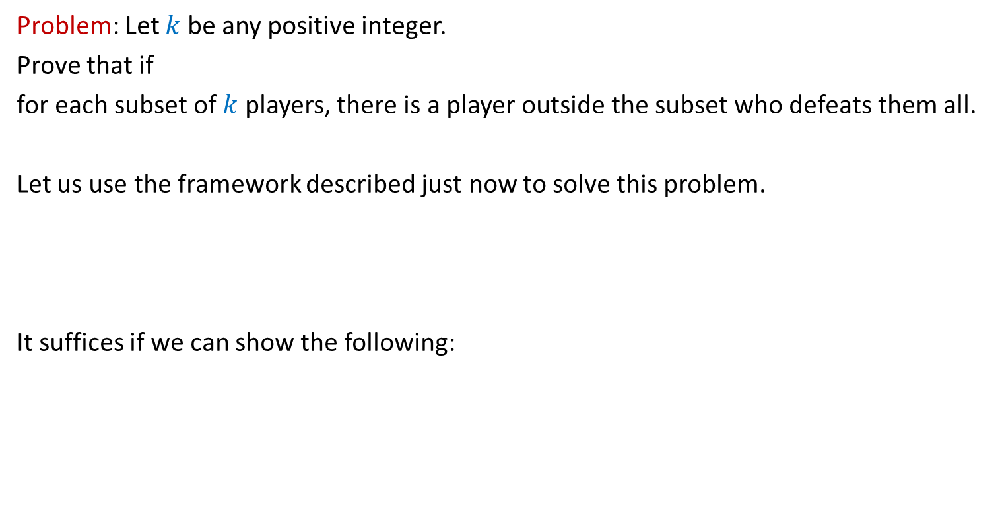 Problem: Let k be any positive integer.
Prove that if
for each subset of k players, there is a player outside the subset who defeats them all.
Let us use the framework described just now to solve this problem.
It suffices if we can show the following: